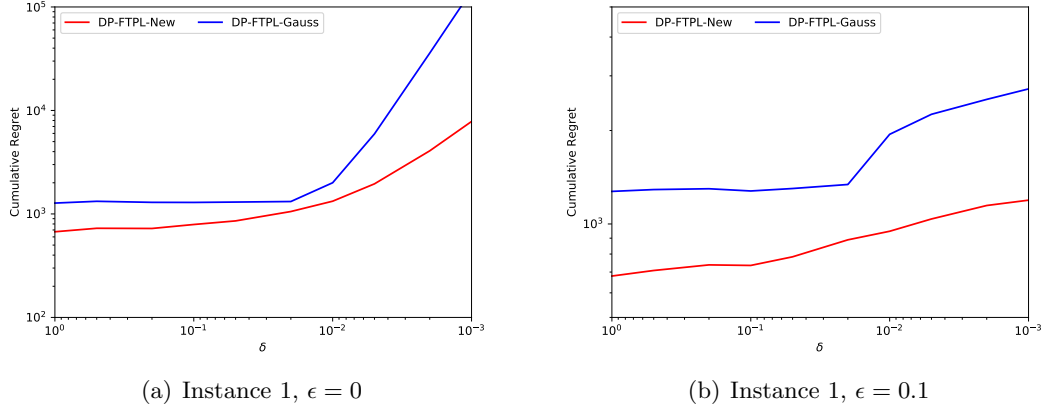 DP-FTPL-New DP-FTPL-Gauss
10^5
10^4
10^3
10^2
Cumulative Regret
10^0 10^-1 10^-2 10^-3
δ
(a) Instance 1, ϵ = 0
DP-FTPL-New DP-FTPL-Gauss
10^3
Cumulative Regret
10^0 10^-1 10^-2 10^-3
δ
(b) Instance 1, ϵ = 0.1